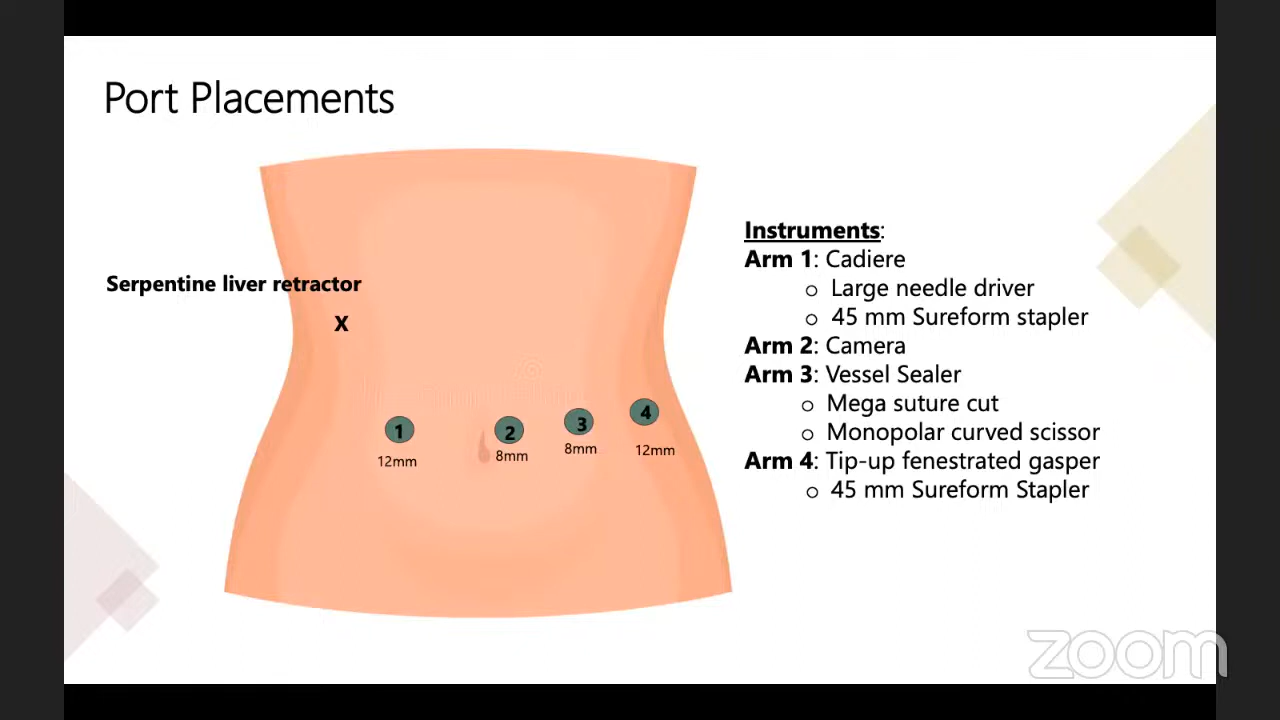 Port Placements
Serpentine liver retractor
X
1
12mm
2
8mm
3
8mm
4
12mm
Instruments:
Arm 1: Cadiere
o Large needle driver
o 45 mm Sureform stapler
Arm 2: Camera
Arm 3: Vessel Sealer
o Mega suture cut
o Monopolar curved scissor
Arm 4: Tip-up fenestrated gasper
o 45 mm Sureform Stapler
zoom